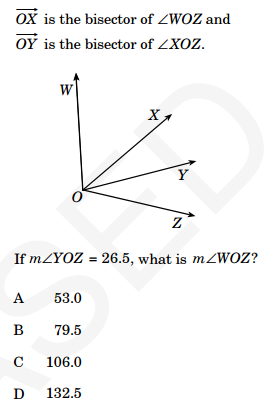 OX is the bisector of ∠WOZ and
OY is the bisector of ∠XOZ.
W
X
Y
O
Z
If m∠YOZ = 26.5, what is m∠WOZ?
A 53.0
B 79.5
C 106.0
D 132.5